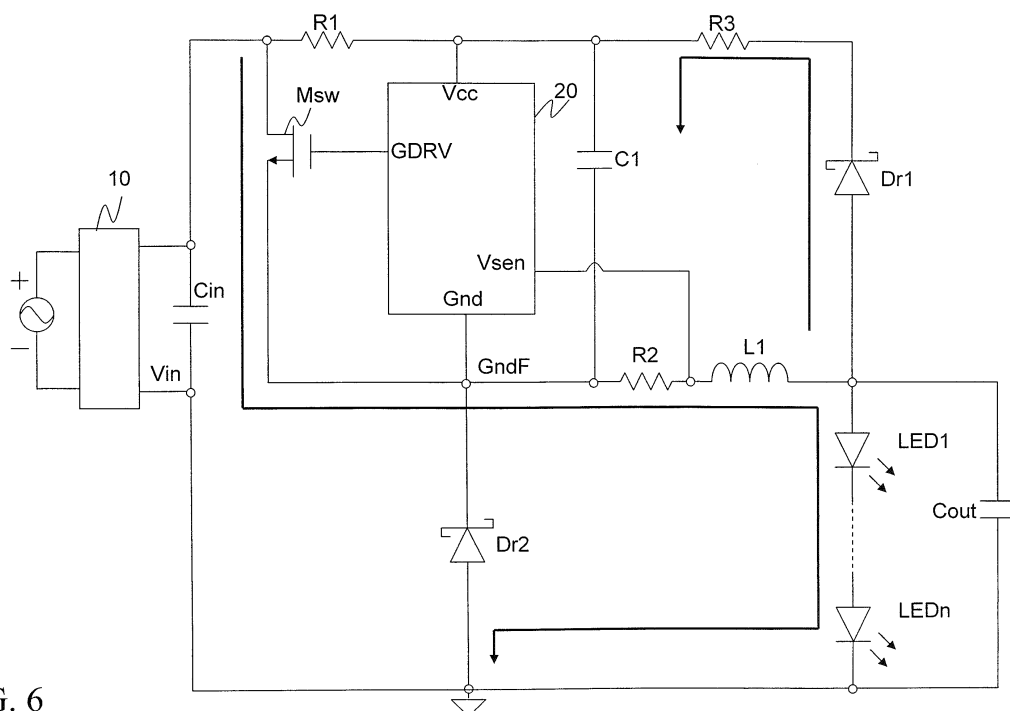 R1
R3
Msw
Vcc
20
GDRV
C1
Dr1
10
+
Vsen
Cin
Gnd
–
Vin
GndF
R2
L1
LED1
Cout
Dr2
LEDn
G. 6